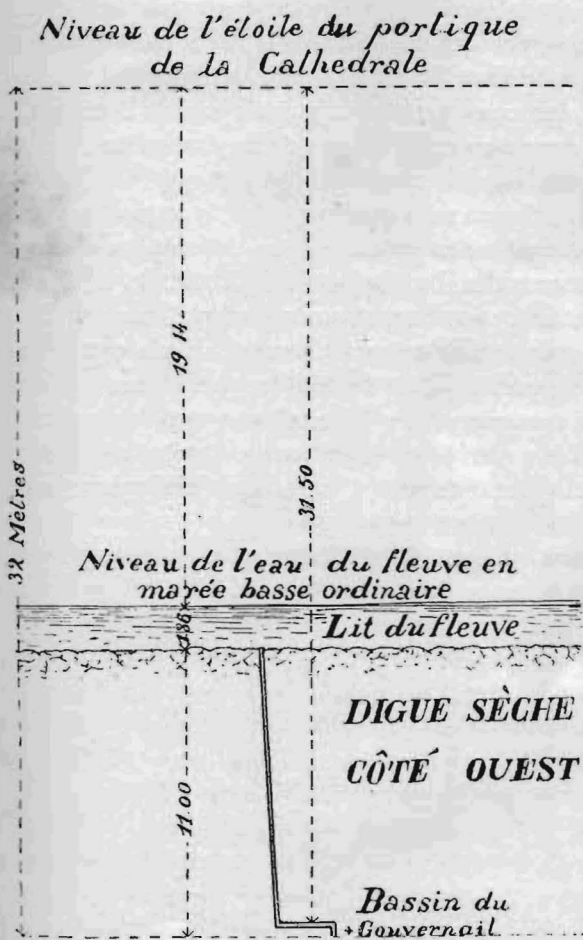 Niveau de l'étoile du portique
de la Cathedrale
19 14
32 Mètres
31.50
Niveau de l'eau du fleuve en
marée basse ordinaire
1.86
Lit du fleuve
DIGUE SÈCHE
CÔTÉ OUEST
11.00
Bassin du
Gouvernail